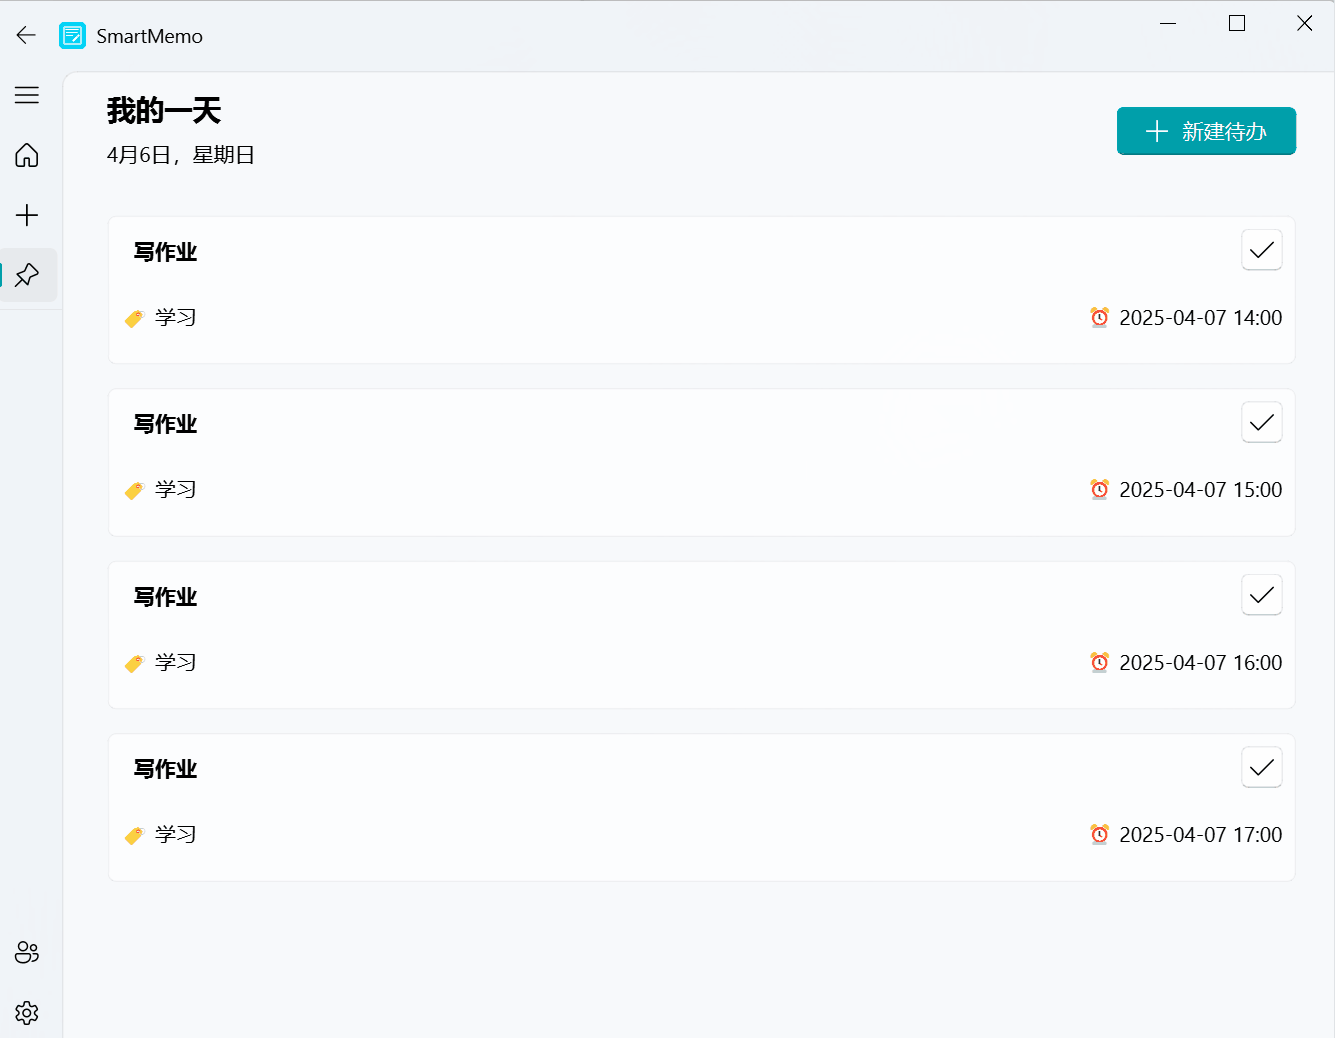 SmartMemo
我的一天
4月6日，星期日
新建待办
写作业
学习
2025-04-07 14:00
写作业
学习
2025-04-07 15:00
写作业
学习
2025-04-07 16:00
写作业
学习
2025-04-07 17:00